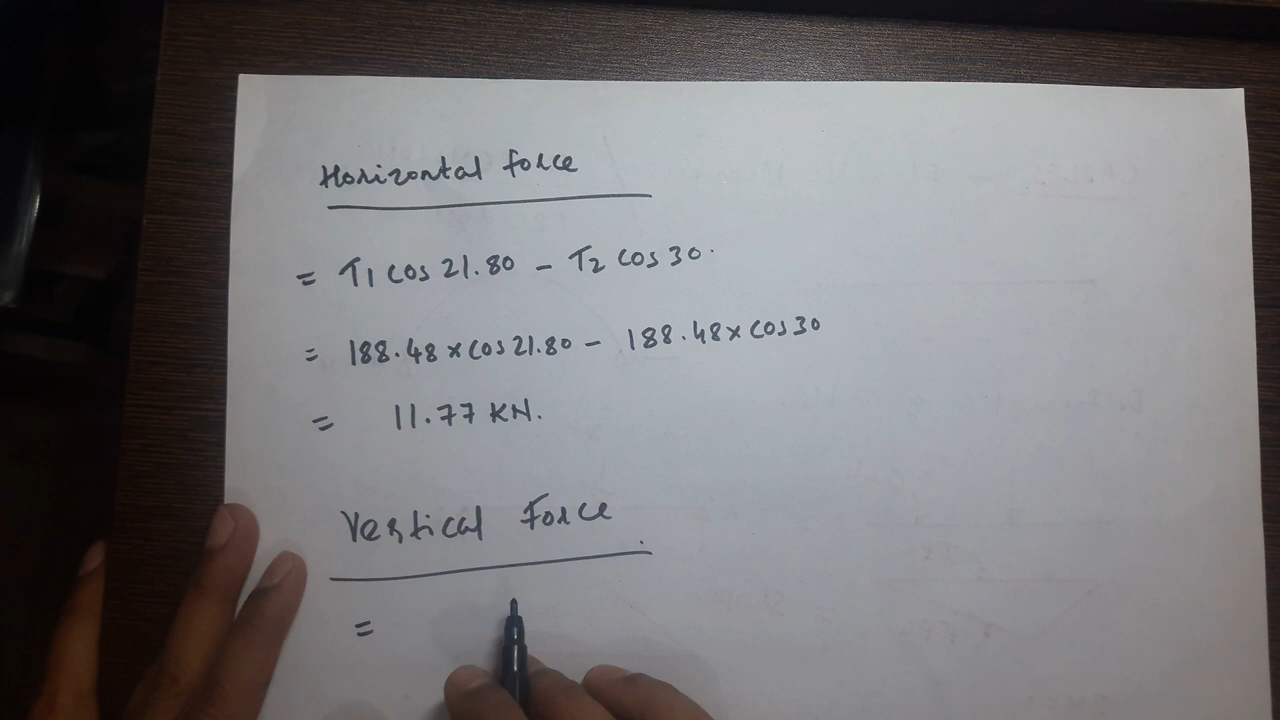 Horizontal force
= T1 cos 21.80 - T2 cos 30.
= 188.48 x cos 21.80 - 188.48 x cos 30
= 11.77 KN.
Vertical Force
=